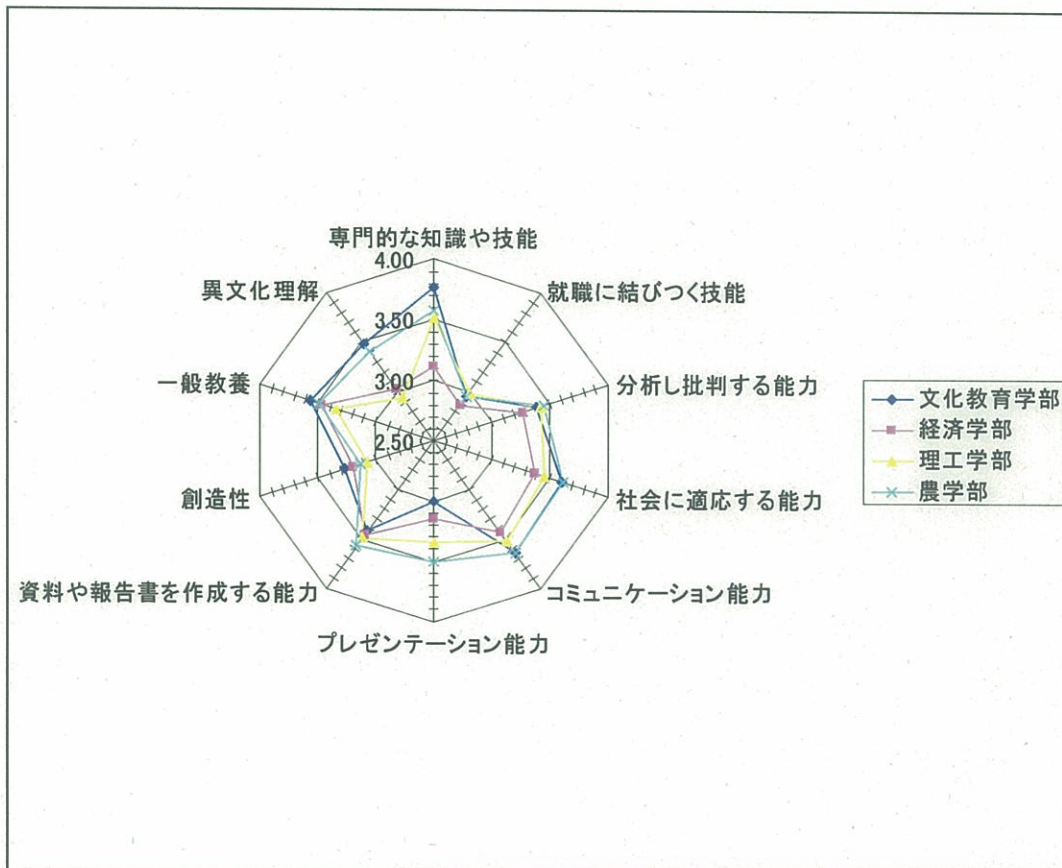 専門的な知識や技能
4.00
異文化理解
就職に結びつく技能
3.50
一般教養
3.00
分析し批判する能力
2.50
創造性
社会に適応する能力
資料や報告書を作成する能力
コミュニケーション能力
プレゼンテーション能力
文化教育学部
経済学部
理工学部
農学部